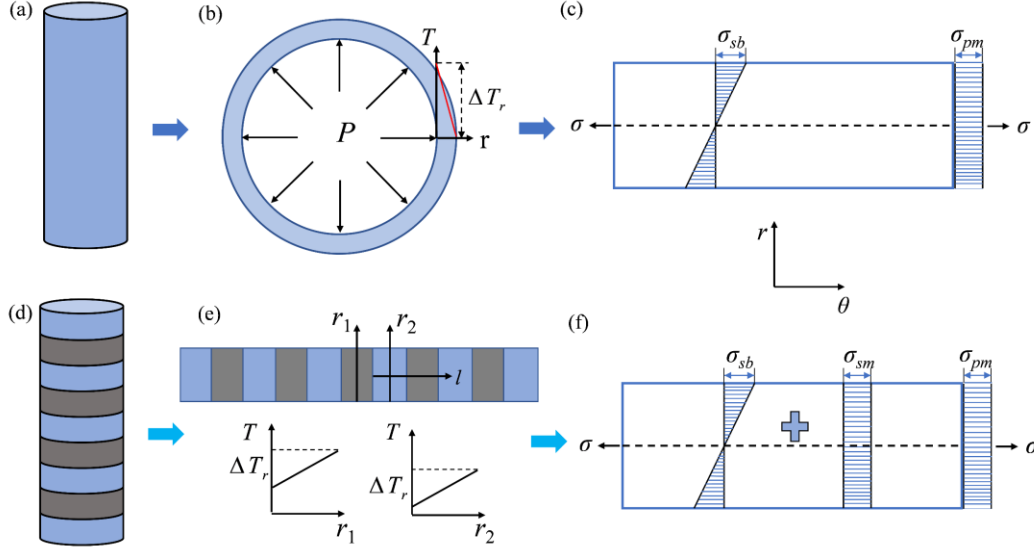 (a)
(b)
T
ΔT_r
P
r
(c)
σ_sb
σ_pm
σ
σ
r
θ
(d)
(e)
r_1
r_2
l
T
ΔT_r
r_1
T
ΔT_r
r_2
(f)
σ_sb
σ_sm
σ_pm
σ
σ